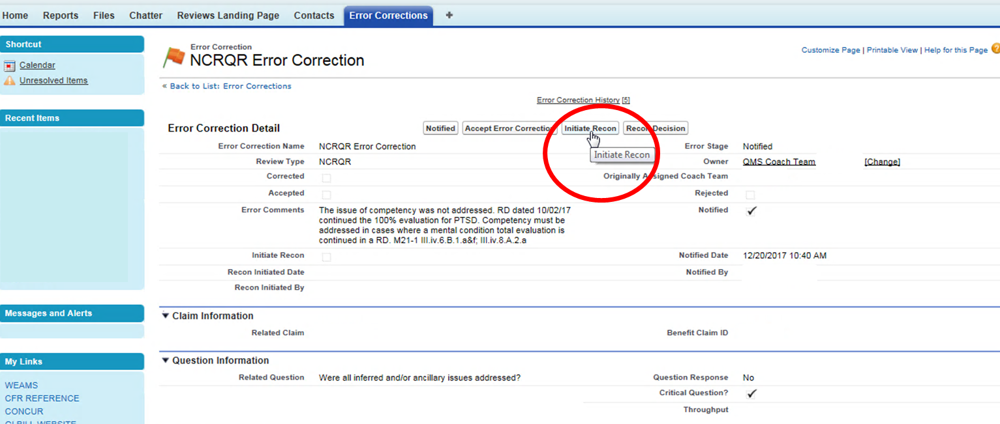 Home Reports Files Chatter Reviews Landing Page Contacts Error Corrections +
Shortcut
Calendar
Unresolved Items
Recent Items
Messages and Alerts
My Links
WEAMS
CFR REFERENCE
CONCUR
GI BILL WEBSITE
Error Correction
NCRQR Error Correction
Customize Page | Printable View | Help for this Page ?
« Back to List: Error Corrections
Error Correction History [5]
Error Correction Detail Notified Accept Error Correction Initiate Recon Recon Decision
Initiate Recon
Error Correction Name NCRQR Error Correction Error Stage Notified
Review Type NCRQR Owner QMS Coach Team [Change]
Corrected Originally Assigned Coach Team
Accepted Rejected
Error Comments The issue of competency was not addressed. RD dated 10/02/17 Notified
continued the 100% evaluation for PTSD. Competency must be
addressed in cases where a mental condition total evaluation is
continued in a RD. M21-1 III.iv.6.B.1.a&f; III.iv.8.A.2.a
Initiate Recon Notified Date 12/20/2017 10:40 AM
Recon Initiated Date Notified By
Recon Initiated By
Claim Information
Related Claim Benefit Claim ID
Question Information
Related Question Were all inferred and/or ancillary issues addressed? Question Response No
Critical Question?
Throughput